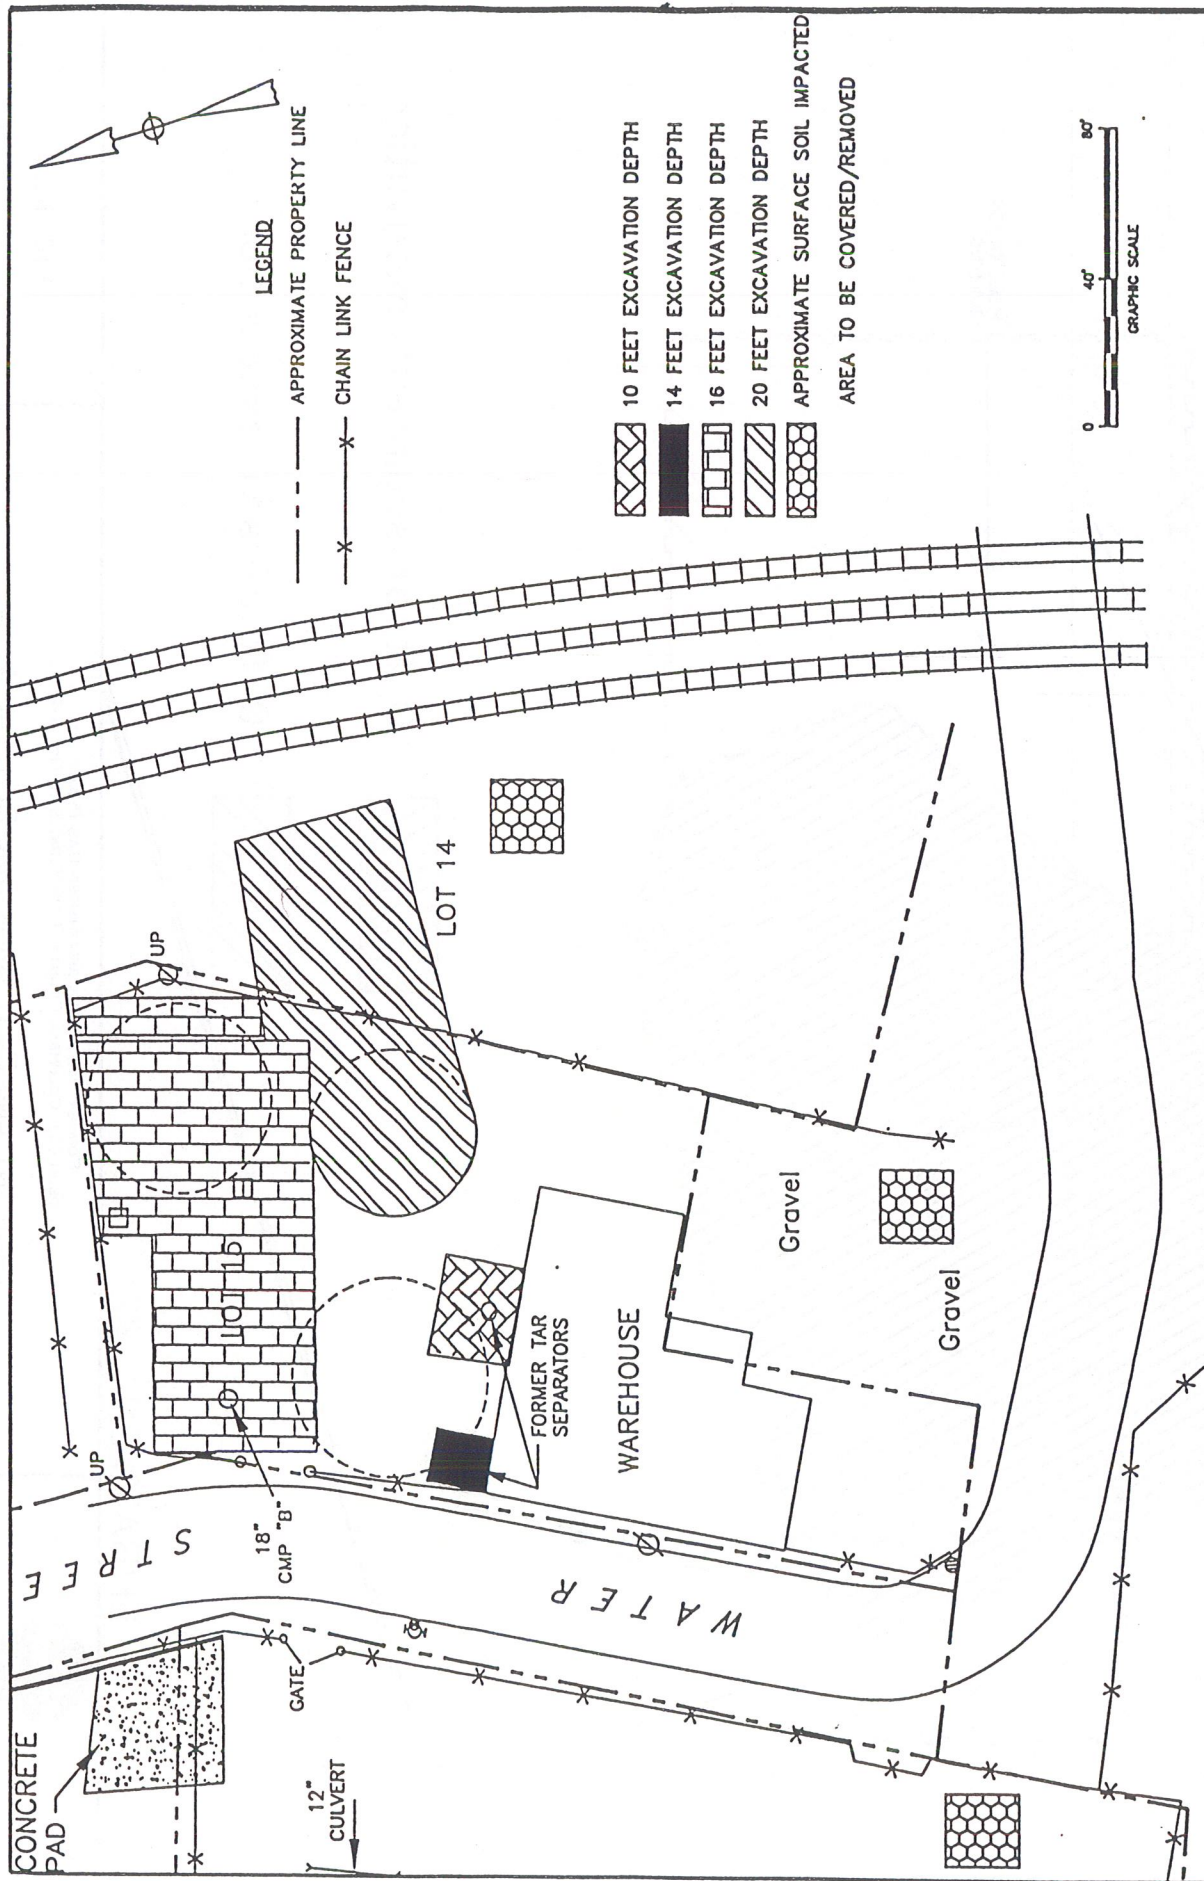 LEGEND
APPROXIMATE PROPERTY LINE
CHAIN LINK FENCE
10 FEET EXCAVATION DEPTH
14 FEET EXCAVATION DEPTH
16 FEET EXCAVATION DEPTH
20 FEET EXCAVATION DEPTH
APPROXIMATE SURFACE SOIL IMPACTED
AREA TO BE COVERED/REMOVED
0 40' 80'
GRAPHIC SCALE
UP
LOT 14
LOT 15
UP
18"
CMP "B"
FORMER TAR
SEPARATORS
WAREHOUSE
Gravel
Gravel
WATER STREE
CONCRETE
PAD
GATE
12"
CULVERT